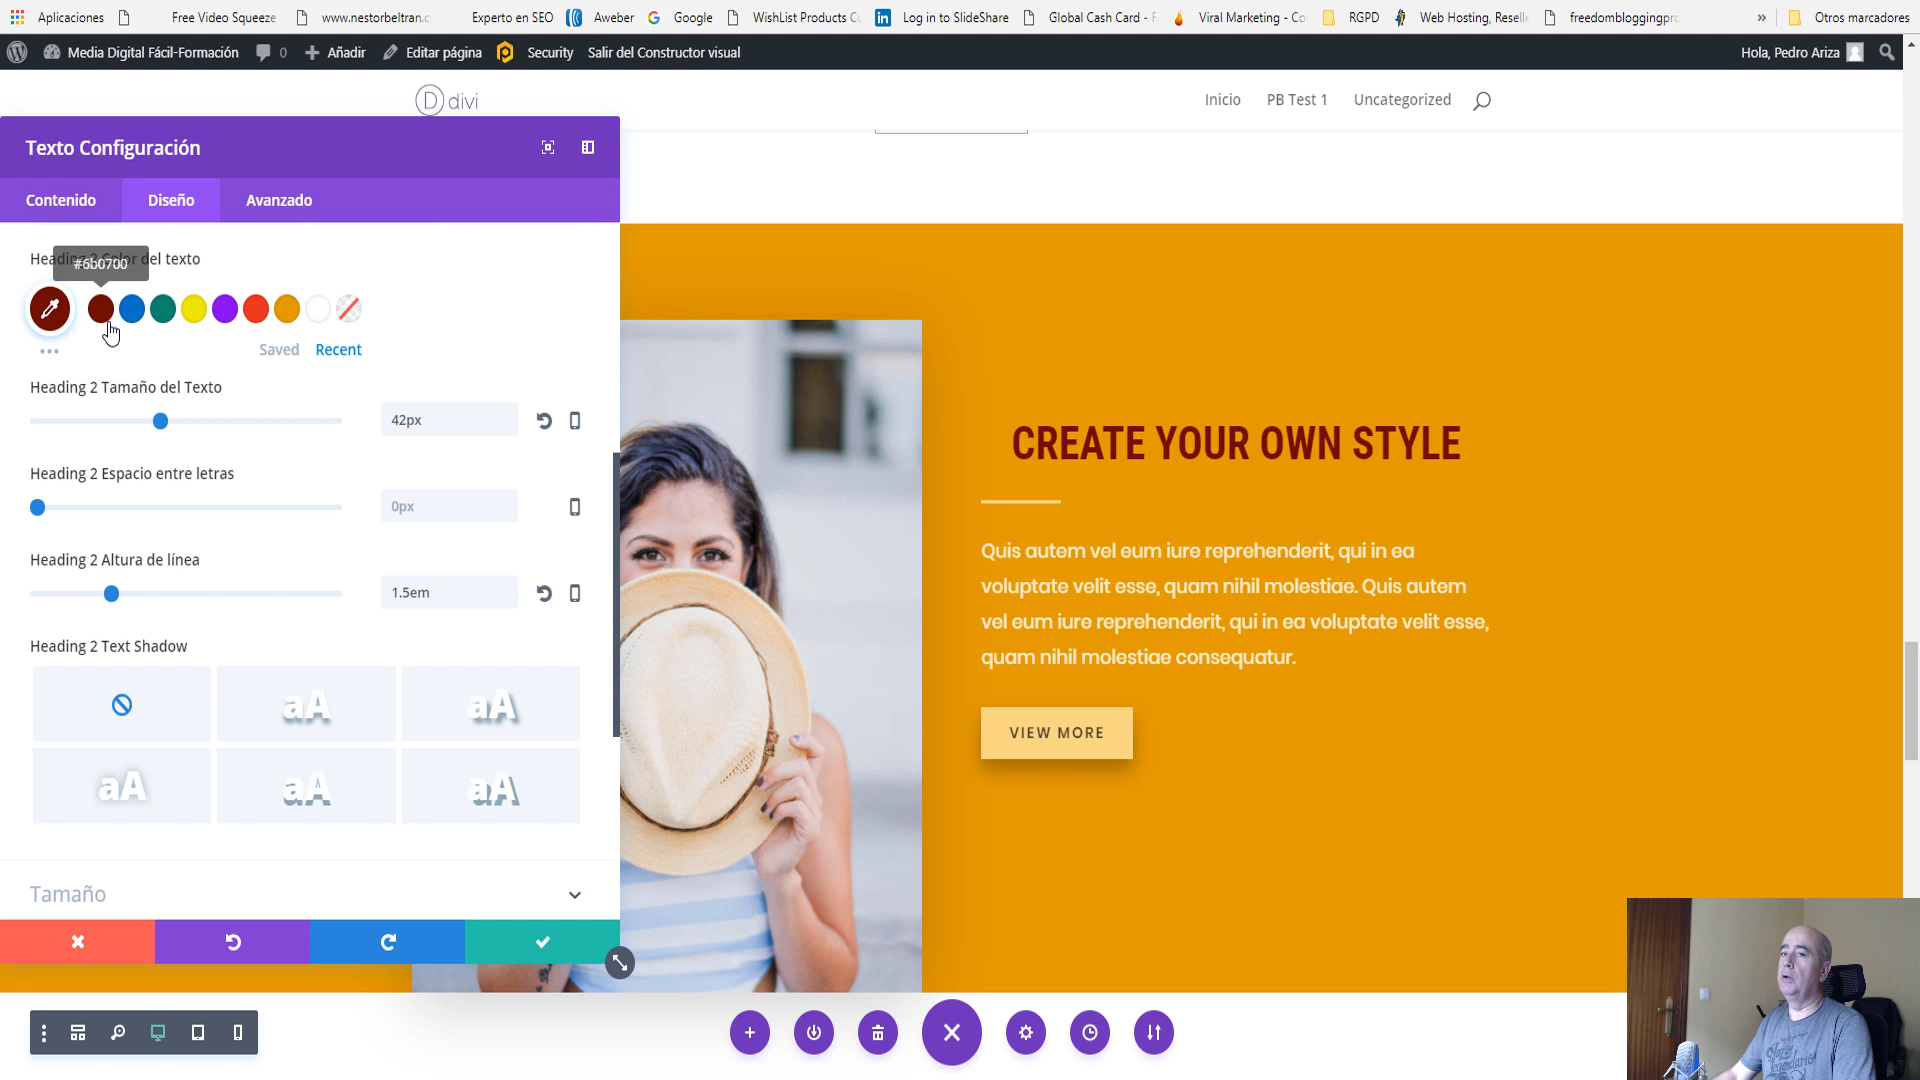 Aplicaciones
Free Video Squeeze
www.nestorbeltran.c
Experto en SEO
Aweber
Google
WishList Products Cu
Log in to SlideShare
Global Cash Card - F
Viral Marketing - Co
RGPD
Web Hosting, Resell
freedombloggingpro
»
Otros marcadores
Media Digital Fácil-Formación
0
Añadir
Editar página
Security
Salir del Constructor visual
Hola, Pedro Ariza
D divi
Inicio
PB Test 1
Uncategorized
Texto Configuración
Contenido
Diseño
Avanzado
Heading 2 Color del texto
#6b0700
Saved
Recent
Heading 2 Tamaño del Texto
42px
Heading 2 Espacio entre letras
0px
Heading 2 Altura de línea
1.5em
Heading 2 Text Shadow
aA
aA
aA
aA
aA
Tamaño
CREATE YOUR OWN STYLE
Quis autem vel eum iure reprehenderit, qui in ea
voluptate velit esse, quam nihil molestiae. Quis autem
vel eum iure reprehenderit, qui in ea voluptate velit esse,
quam nihil molestiae consequatur.
VIEW MORE